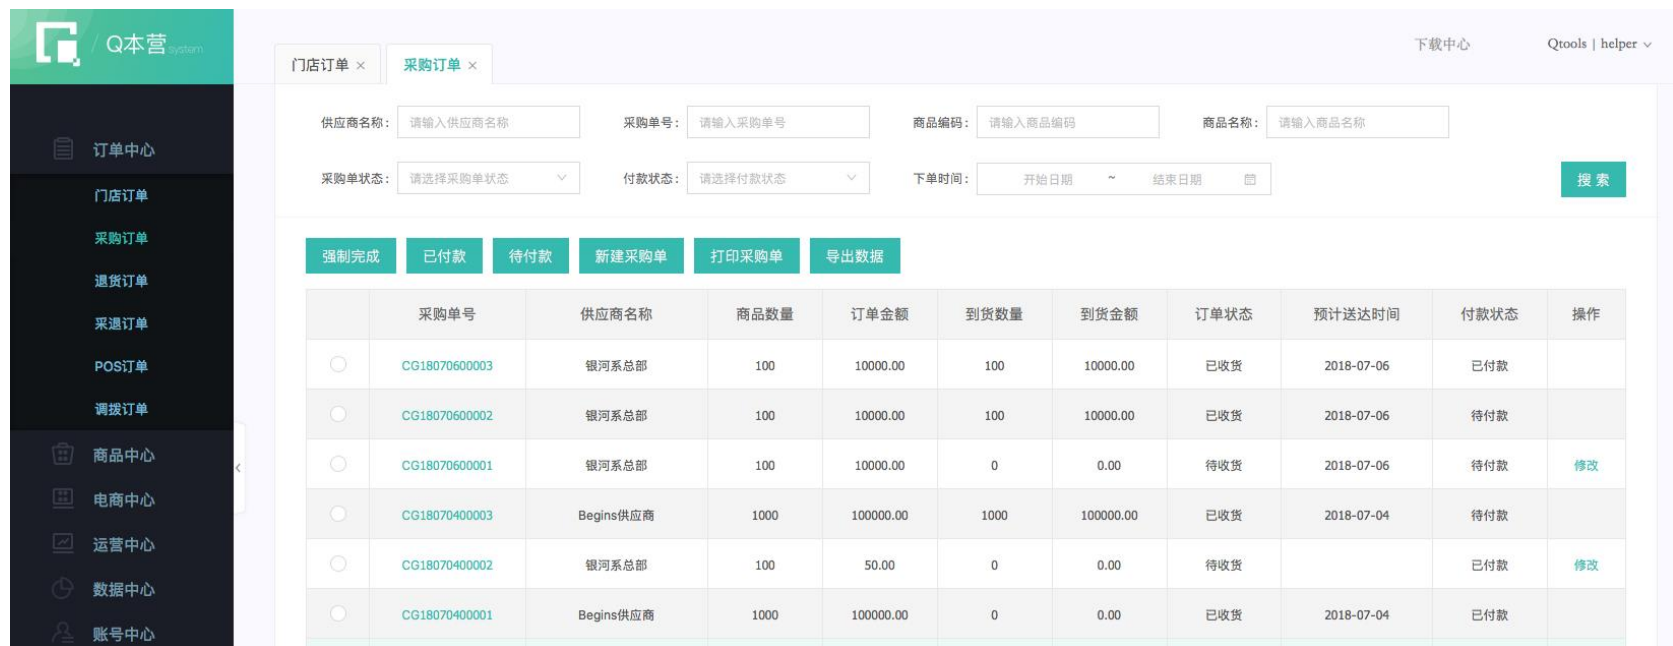 / Q本营 system
下载中心 Qtools | helper
门店订单 × 采购订单 ×
供应商名称: 请输入供应商名称 采购单号: 请输入采购单号 商品编码: 请输入商品编码 商品名称: 请输入商品名称
采购单状态: 请选择采购单状态 付款状态: 请选择付款状态 下单时间: 开始日期 ~ 结束日期 搜 索
订单中心
门店订单
采购订单
退货订单
采退订单
POS订单
调拨订单
商品中心
电商中心
运营中心
数据中心
账号中心
强制完成 已付款 待付款 新建采购单 打印采购单 导出数据
采购单号 供应商名称 商品数量 订单金额 到货数量 到货金额 订单状态 预计送达时间 付款状态 操作
CG18070600003 银河系总部 100 10000.00 100 10000.00 已收货 2018-07-06 已付款
CG18070600002 银河系总部 100 10000.00 100 10000.00 已收货 2018-07-06 待付款
CG18070600001 银河系总部 100 10000.00 0 0.00 待收货 2018-07-06 待付款 修改
CG18070400003 Begins供应商 1000 100000.00 1000 100000.00 已收货 2018-07-04 待付款
CG18070400002 银河系总部 100 50.00 0 0.00 待收货 已付款 修改
CG18070400001 Begins供应商 1000 100000.00 0 0.00 已收货 2018-07-04 已付款